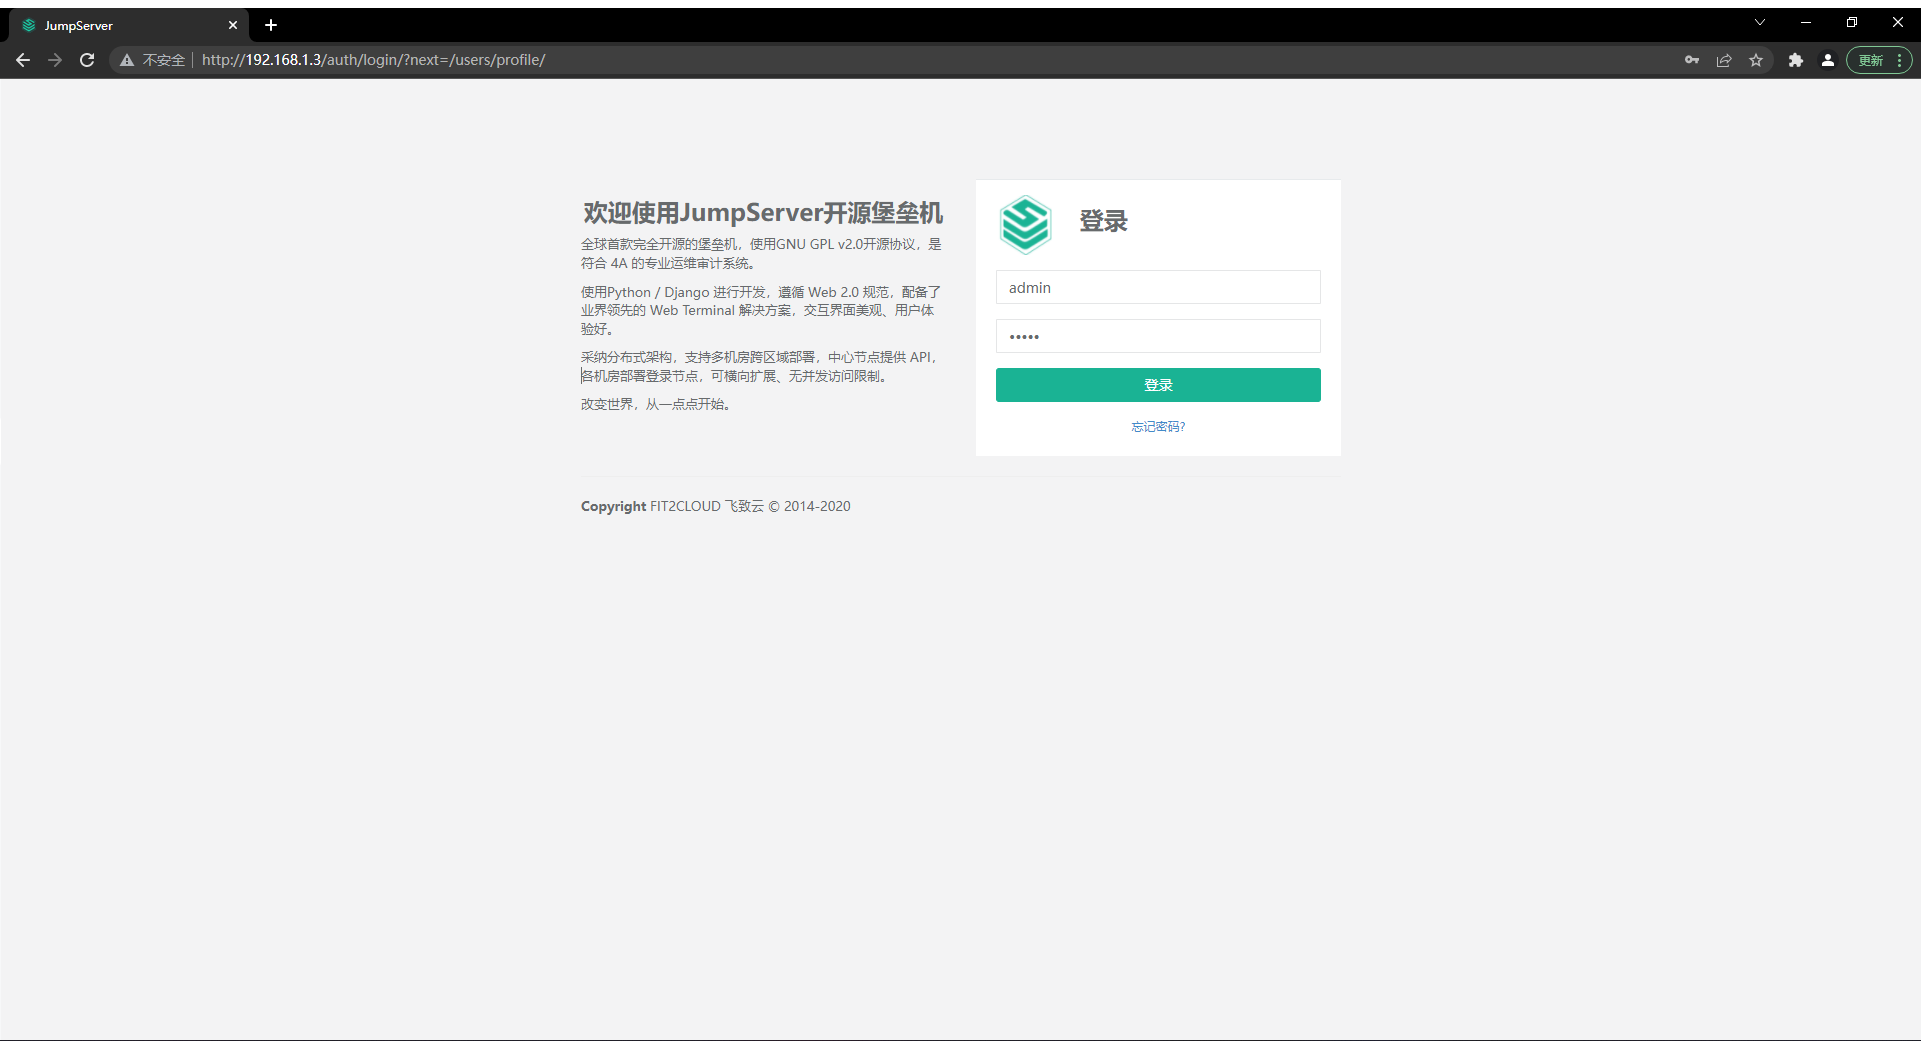 JumpServer
不安全 http://192.168.1.3/auth/login/?next=/users/profile/
更新
欢迎使用JumpServer开源堡垒机
全球首款完全开源的堡垒机，使用GNU GPL v2.0开源协议，是
符合 4A 的专业运维审计系统。
使用Python / Django 进行开发，遵循 Web 2.0 规范，配备了
业界领先的 Web Terminal 解决方案，交互界面美观、用户体
验好。
采纳分布式架构，支持多机房跨区域部署，中心节点提供 API，
各机房部署登录节点，可横向扩展、无并发访问限制。
改变世界，从一点点开始。
登录
admin
•••••
登录
忘记密码?
Copyright FIT2CLOUD 飞致云 © 2014-2020